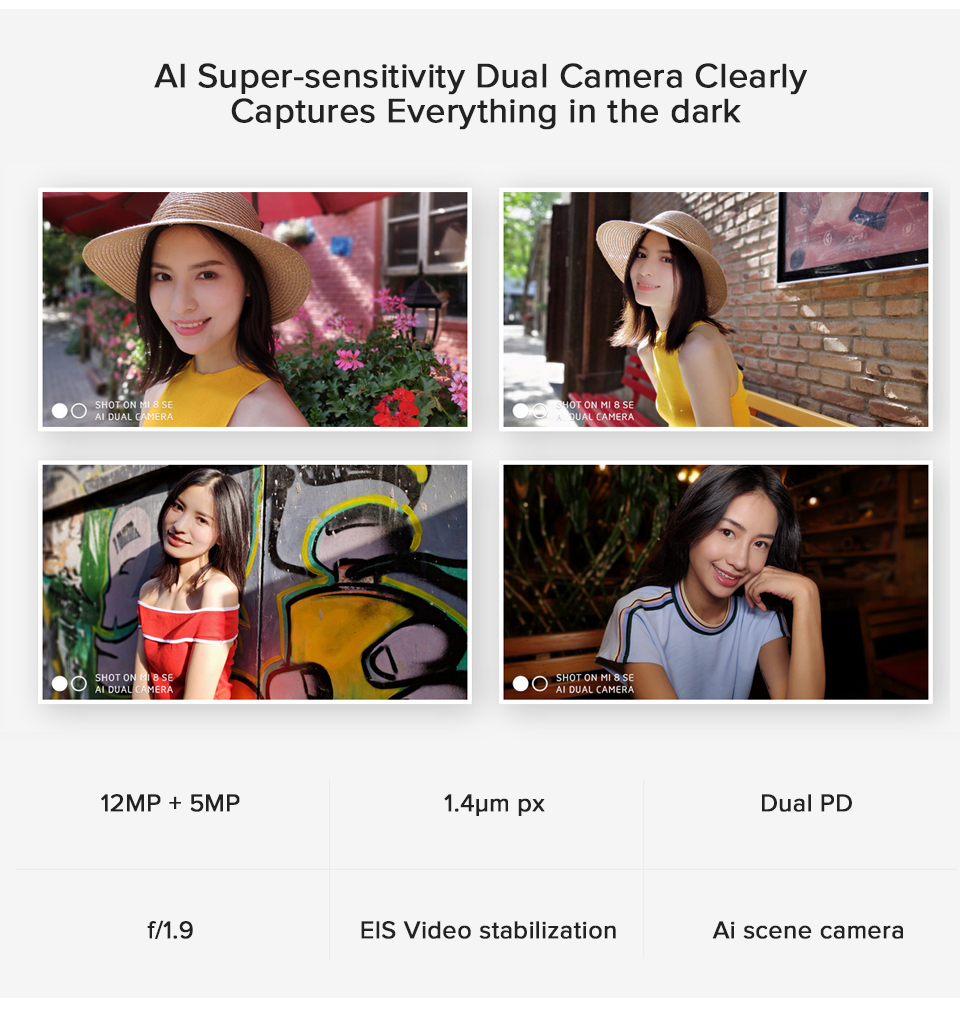 AI Super-sensitivity Dual Camera Clearly
Captures Everything in the dark
SHOT ON MI 8 SE
AI DUAL CAMERA
SHOT ON MI 8 SE
AI DUAL CAMERA
SHOT ON MI 8 SE
AI DUAL CAMERA
SHOT ON MI 8 SE
AI DUAL CAMERA
12MP + 5MP
1.4μm px
Dual PD
f/1.9
EIS Video stabilization
Ai scene camera